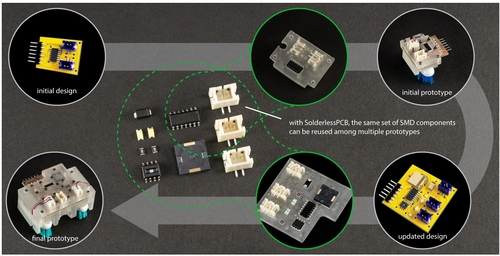 initial design
initial prototype
with SolderlessPCB, the same set of SMD components
can be reused among multiple prototypes
final prototype
updated design